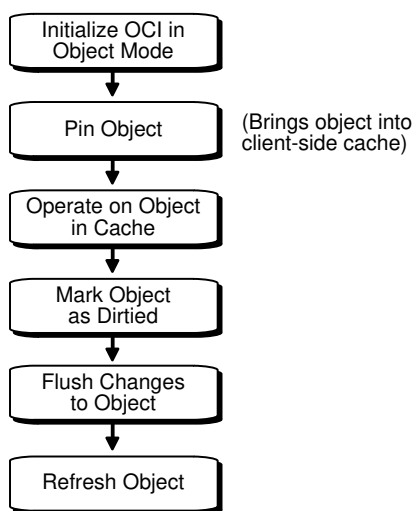 Initialize OCI in
Object Mode
Pin Object
(Brings object into
client-side cache)
Operate on Object
in Cache
Mark Object
as Dirtied
Flush Changes
to Object
Refresh Object